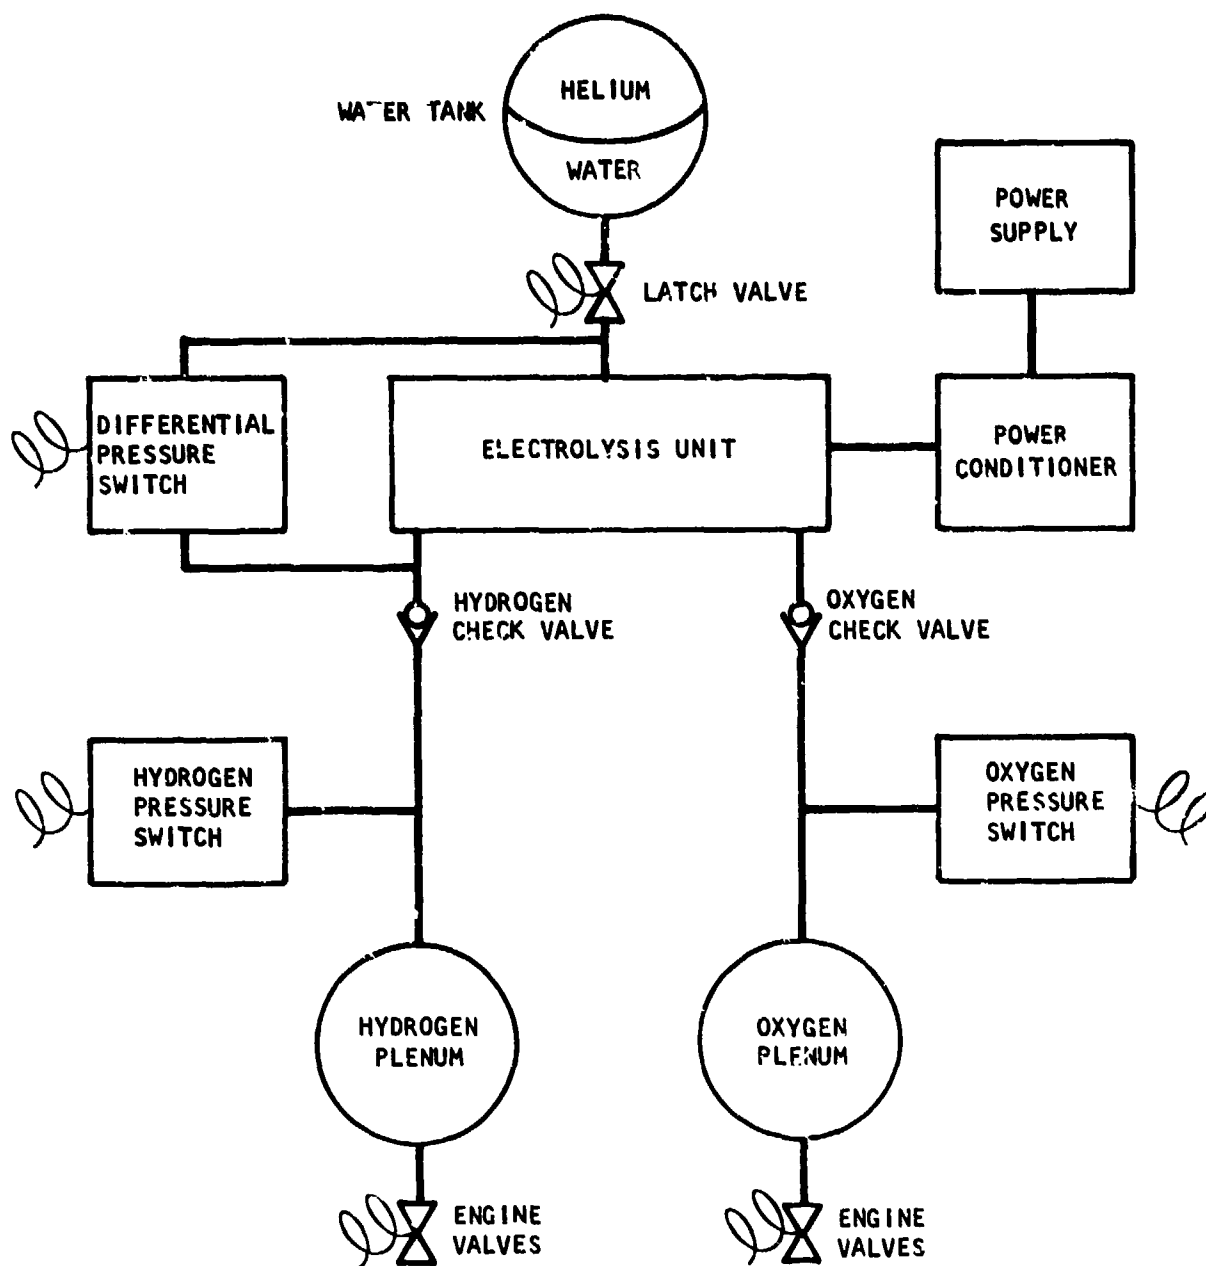 HELIUM
WATER TANK
WATER
POWER
SUPPLY
LATCH VALVE
DIFFERENTIAL
PRESSURE
SWITCH
ELECTROLYSIS UNIT
POWER
CONDITIONER
HYDROGEN
CHECK VALVE
OXYGEN
CHECK VALVE
HYDROGEN
PRESSURE
SWITCH
OXYGEN
PRESSURE
SWITCH
HYDROGEN
PLENUM
OXYGEN
PLENUM
ENGINE
VALVES
ENGINE
VALVES